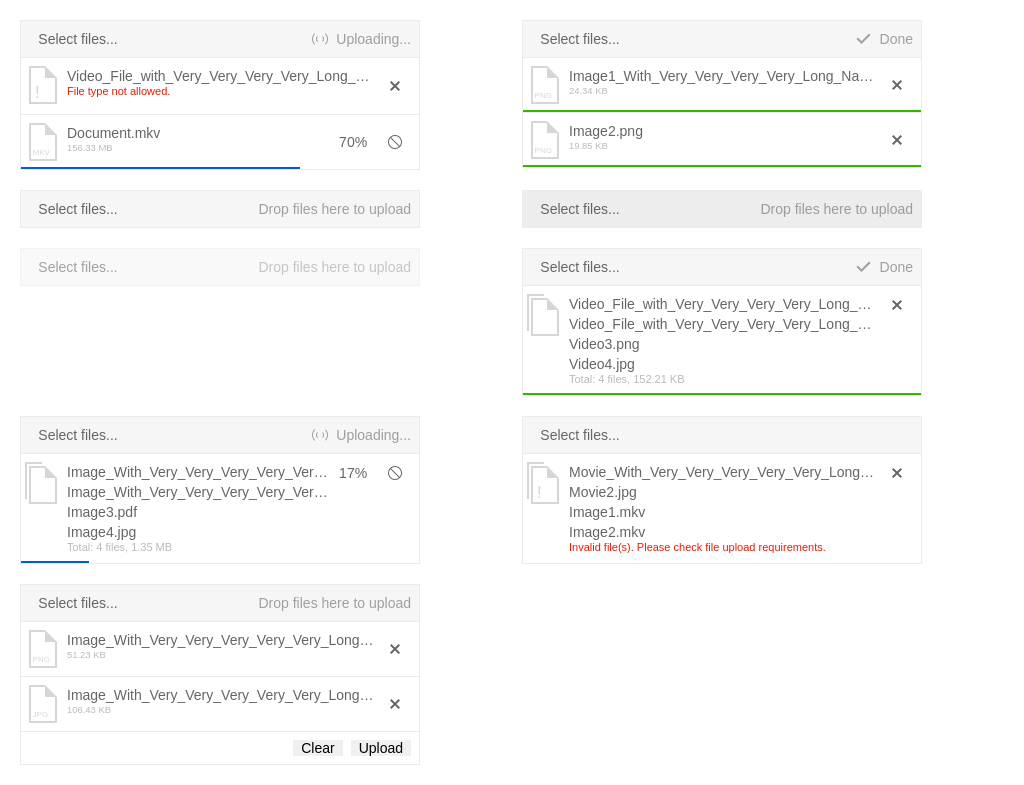 Select files... Uploading...
Video_File_with_Very_Very_Very_Very_Long_...
!
File type not allowed.
Document.mkv
MKV
156.33 MB
70%
Select files... Done
Image1_With_Very_Very_Very_Very_Long_Na...
PNG
24.34 KB
Image2.png
PNG
19.85 KB
Select files... Drop files here to upload
Select files... Drop files here to upload
Select files... Drop files here to upload
Select files... Done
Video_File_with_Very_Very_Very_Very_Long_...
Video_File_with_Very_Very_Very_Very_Long_...
Video3.png
Video4.jpg
Total: 4 files, 152.21 KB
Select files... Uploading...
Image_With_Very_Very_Very_Very_Ver... 17%
Image_With_Very_Very_Very_Very_Ver...
Image3.pdf
Image4.jpg
Total: 4 files, 1.35 MB
Select files...
Movie_With_Very_Very_Very_Very_Very_Long...
!
Movie2.jpg
Image1.mkv
Image2.mkv
Invalid file(s). Please check file upload requirements.
Select files... Drop files here to upload
Image_With_Very_Very_Very_Very_Very_Long...
PNG
51.23 KB
Image_With_Very_Very_Very_Very_Very_Long...
JPG
106.43 KB
Clear Upload